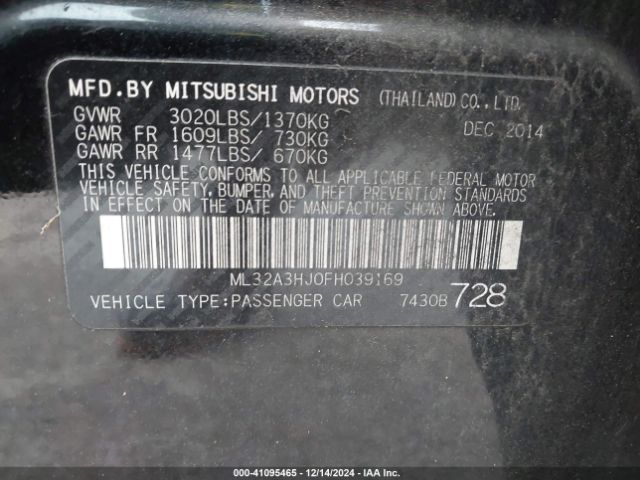 MFD.BY MITSUBISHI MOTORS (THAILAND)CO.,LTD.
GVWR 3020LBS/1370KG DEC 2014
GAWR FR 1609LBS/ 730KG
GAWR RR 1477LBS/ 670KG
THIS VEHICLE CONFORMS TO ALL APPLICABLE FEDERAL MOTOR
VEHICLE SAFETY, BUMPER, AND THEFT PREVENTION STANDARDS
IN EFFECT ON THE DATE OF MANUFACTURE SHOWN ABOVE.
ML32A3HJ0FH039169
VEHICLE TYPE:PASSENGER CAR 7430B 728
000-41095465 | 12/14/2024 | IAA Inc.